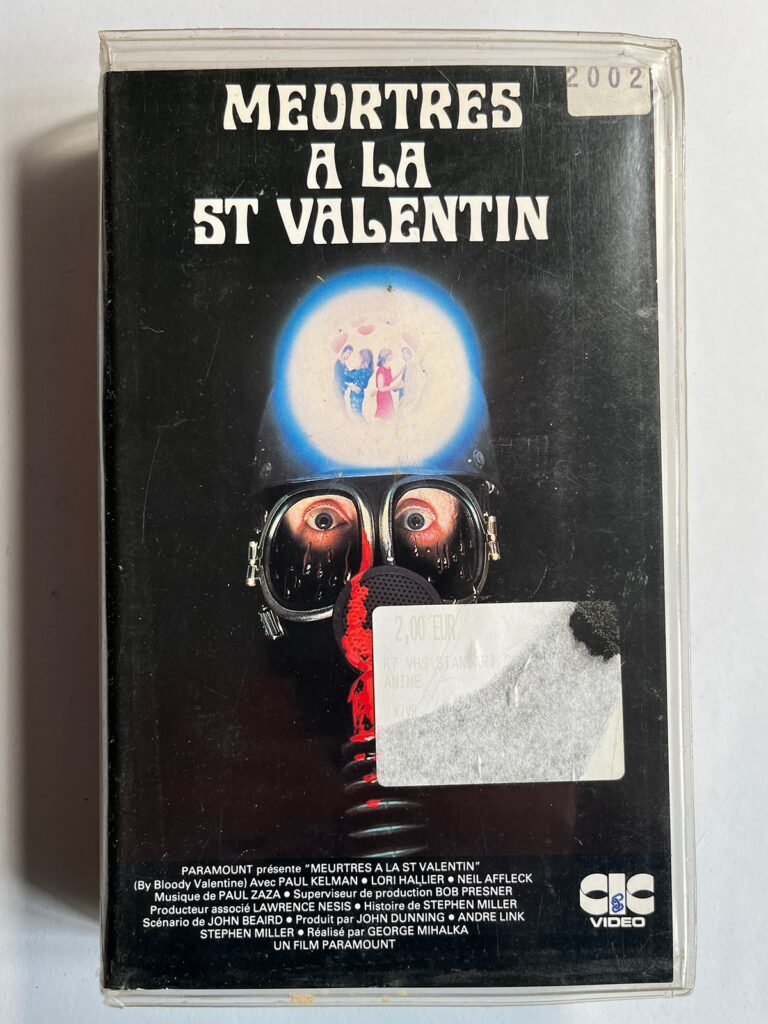 2002
MEURTRES
A LA
ST VALENTIN
2,00 EUR
K7 VHS STANDART
ANIME
K7VV
PARAMOUNT présente "MEURTRES A LA ST VALENTIN"
(By Bloody Valentine) Avec PAUL KELMAN • LORI HALLIER • NEIL AFFLECK
Musique de PAUL ZAZA • Superviseur de production BOB PRESNER
Producteur associé LAWRENCE NESIS • Histoire de STEPHEN MILLER
Scénario de JOHN BEAIRD • Produit par JOHN DUNNING • ANDRE LINK
STEPHEN MILLER • Réalisé par GEORGE MIHALKA
UN FILM PARAMOUNT
CIC
VIDEO